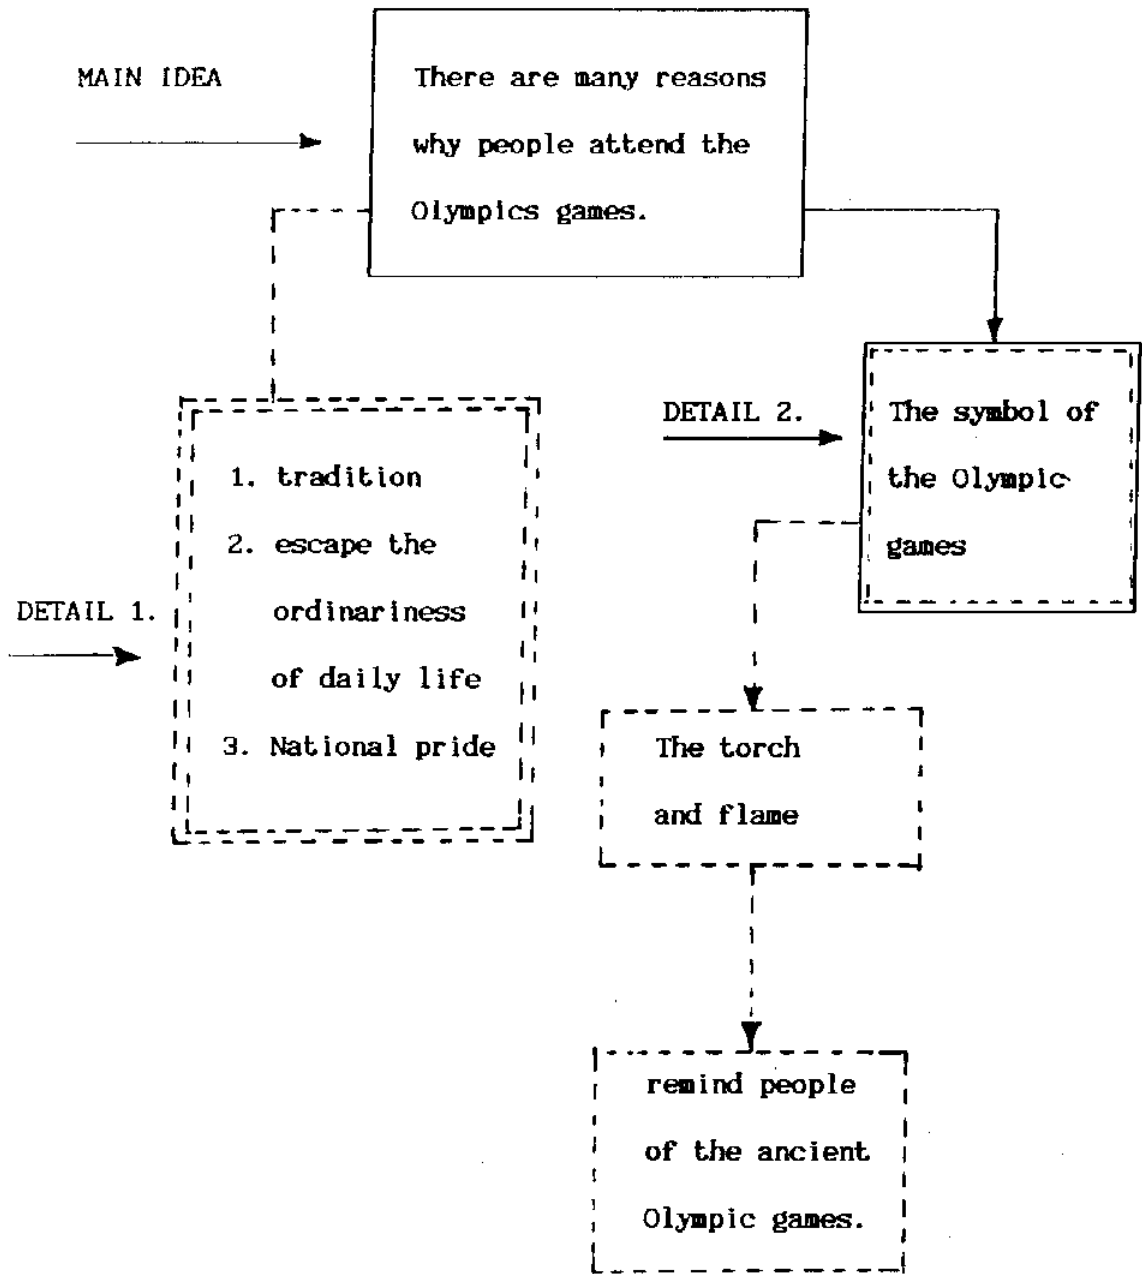 MAIN IDEA
There are many reasons
why people attend the
Olympics games.
DETAIL 1.
1. tradition
2. escape the
ordinariness
of daily life
3. National pride
DETAIL 2.
The symbol of
the Olympic
games
The torch
and flame
remind people
of the ancient
Olympic games.